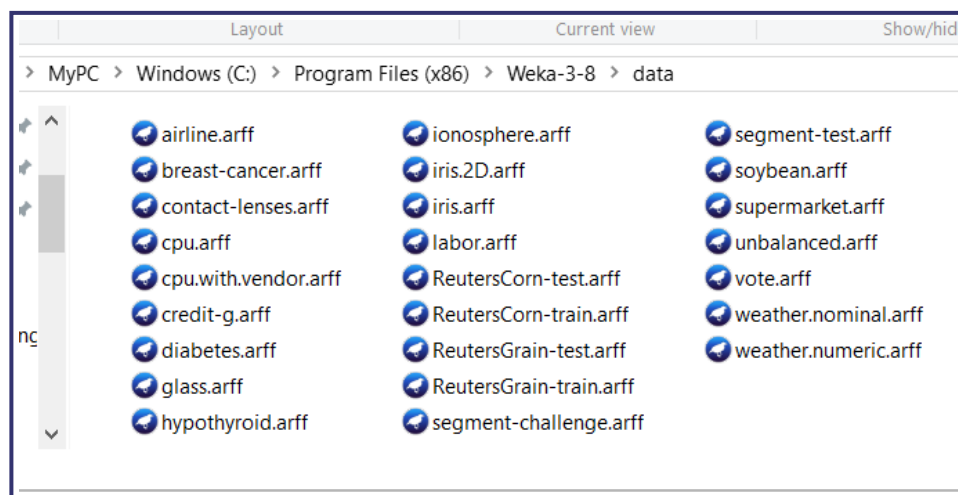 Layout Current view Show/hid
> MyPC > Windows (C:) > Program Files (x86) > Weka-3-8 > data
airline.arff
breast-cancer.arff
contact-lenses.arff
cpu.arff
cpu.with.vendor.arff
credit-g.arff
diabetes.arff
glass.arff
hypothyroid.arff
ionosphere.arff
iris.2D.arff
iris.arff
labor.arff
ReutersCorn-test.arff
ReutersCorn-train.arff
ReutersGrain-test.arff
ReutersGrain-train.arff
segment-challenge.arff
segment-test.arff
soybean.arff
supermarket.arff
unbalanced.arff
vote.arff
weather.nominal.arff
weather.numeric.arff